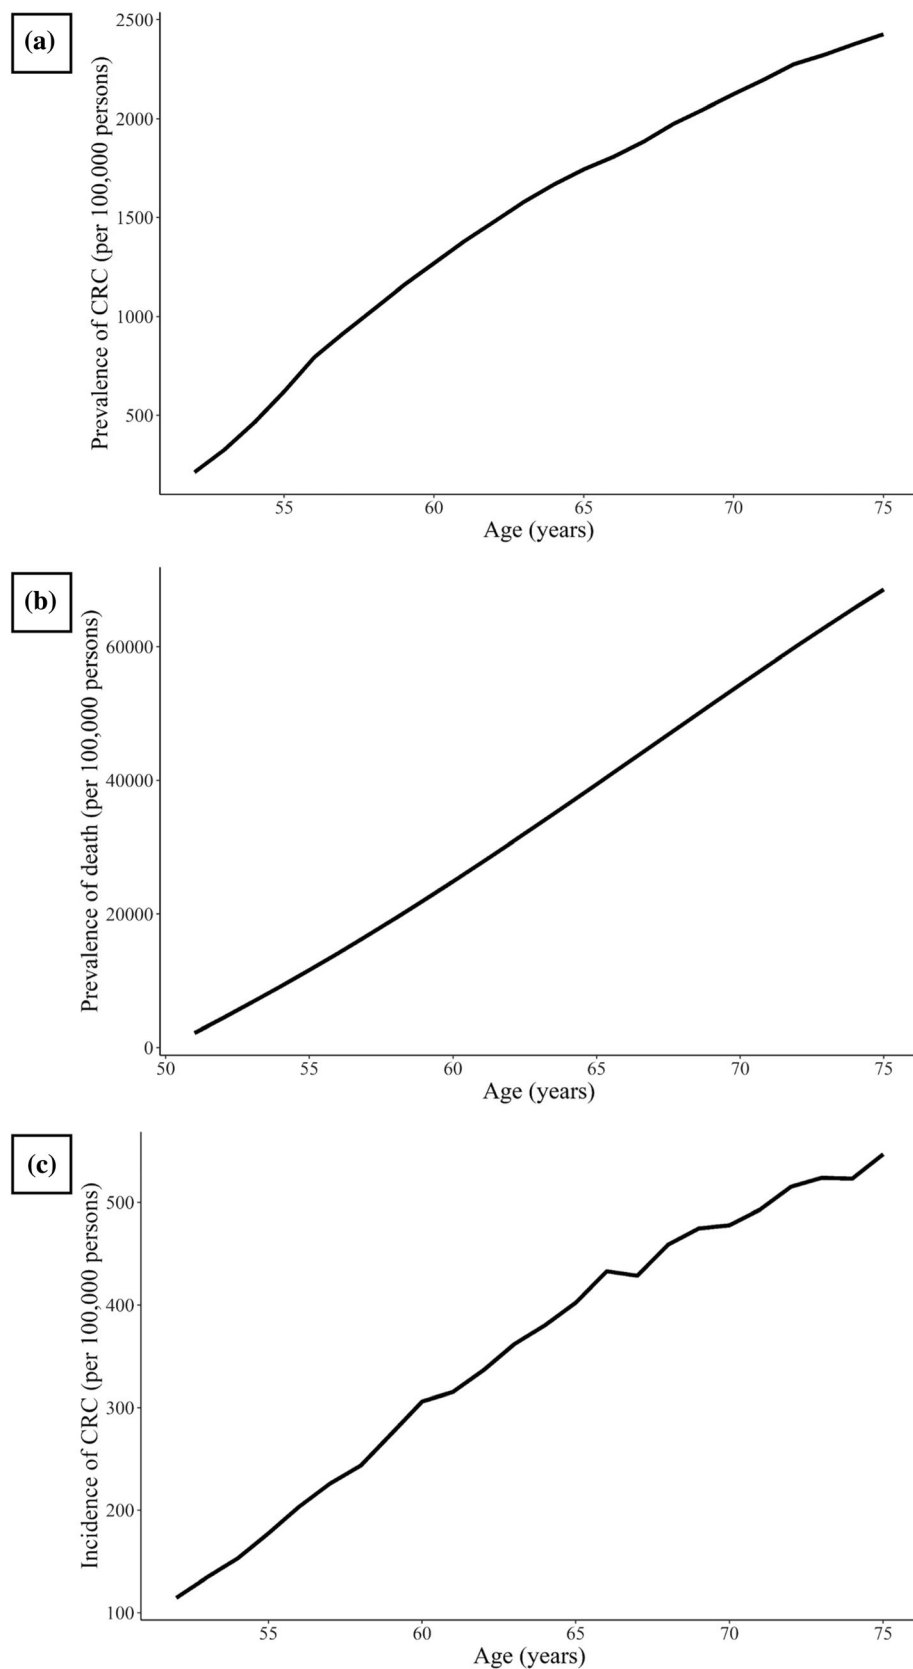 (a)
Prevalence of CRC (per 100,000 persons)
2500
2000
1500
1000
500
55 60 65 70 75
Age (years)
(b)
Prevalence of death (per 100,000 persons)
60000
40000
20000
0
50 55 60 65 70 75
Age (years)
(c)
Incidence of CRC (per 100,000 persons)
500
400
300
200
100
55 60 65 70 75
Age (years)